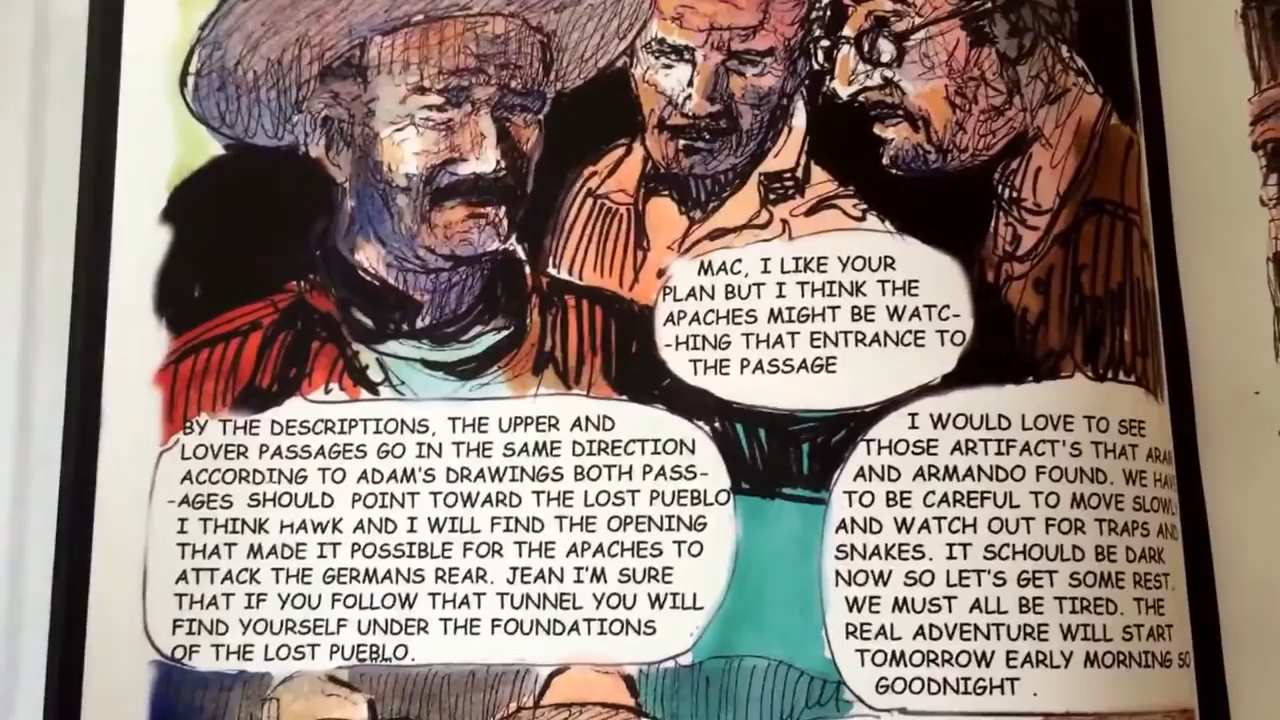 MAC, I LIKE YOUR
PLAN BUT I THINK THE
APACHES MIGHT BE WATC-
-HING THAT ENTRANCE TO
THE PASSAGE
BY THE DESCRIPTIONS, THE UPPER AND
LOVER PASSAGES GO IN THE SAME DIRECTION
ACCORDING TO ADAM'S DRAWINGS BOTH PASS-
-AGES SHOULD POINT TOWARD THE LOST PUEBLO
I THINK HAWK AND I WILL FIND THE OPENING
THAT MADE IT POSSIBLE FOR THE APACHES TO
ATTACK THE GERMANS REAR. JEAN I'M SURE
THAT IF YOU FOLLOW THAT TUNNEL YOU WILL
FIND YOURSELF UNDER THE FOUNDATIONS
OF THE LOST PUEBLO.
I WOULD LOVE TO SEE
THOSE ARTIFACT'S THAT
AND ARMANDO FOUND. WE HAVE
TO BE CAREFUL TO MOVE SLOWLY
AND WATCH OUT FOR TRAPS AND
SNAKES. IT SCHOULD BE DARK
NOW SO LET'S GET SOME REST.
WE MUST ALL BE TIRED. THE
REAL ADVENTURE WILL START
TOMORROW EARLY MORNING SO
GOODNIGHT .